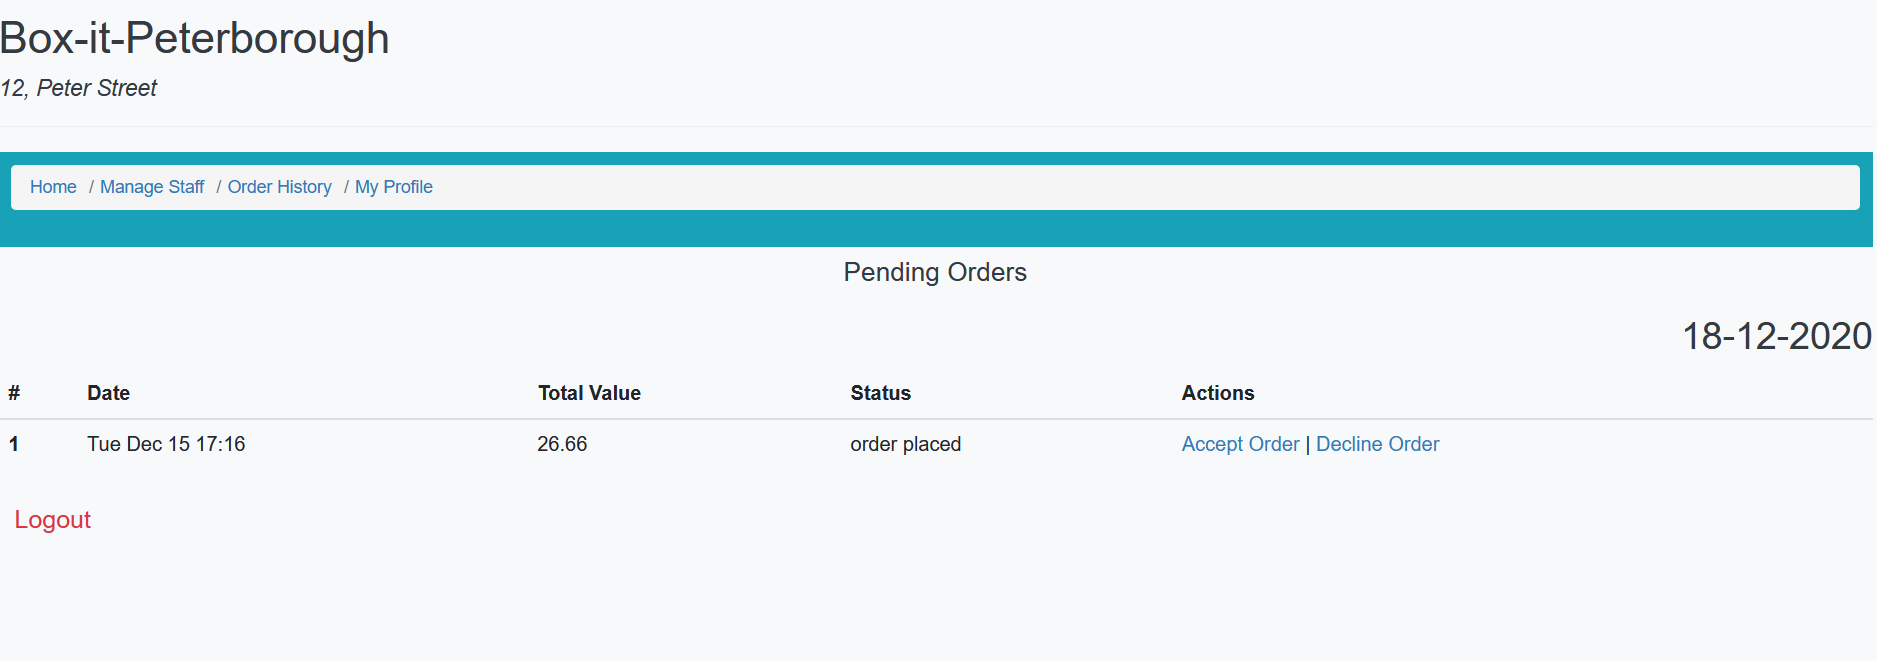 Box-it-Peterborough
12, Peter Street
Home / Manage Staff / Order History / My Profile
Pending Orders
18-12-2020
# Date Total Value Status Actions
1 Tue Dec 15 17:16 26.66 order placed Accept Order | Decline Order
Logout